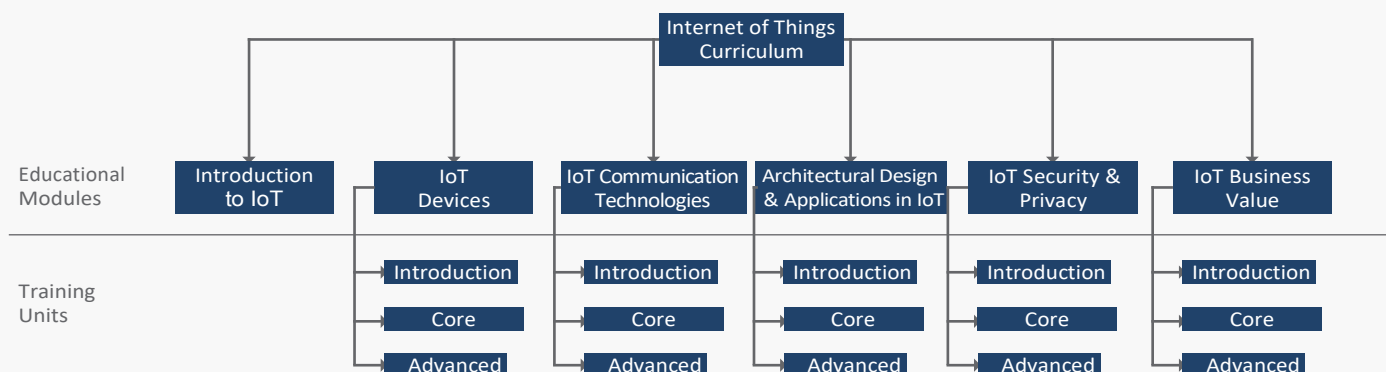 Internet of Things
Curriculum
Educational
Modules
Introduction
to IoT
IoT
Devices
IoT Communication
Technologies
Architectural Design
& Applications in IoT
IoT Security &
Privacy
IoT Business
Value
Training
Units
Introduction
Introduction
Introduction
Introduction
Introduction
Core
Core
Core
Core
Core
Advanced
Advanced
Advanced
Advanced
Advanced